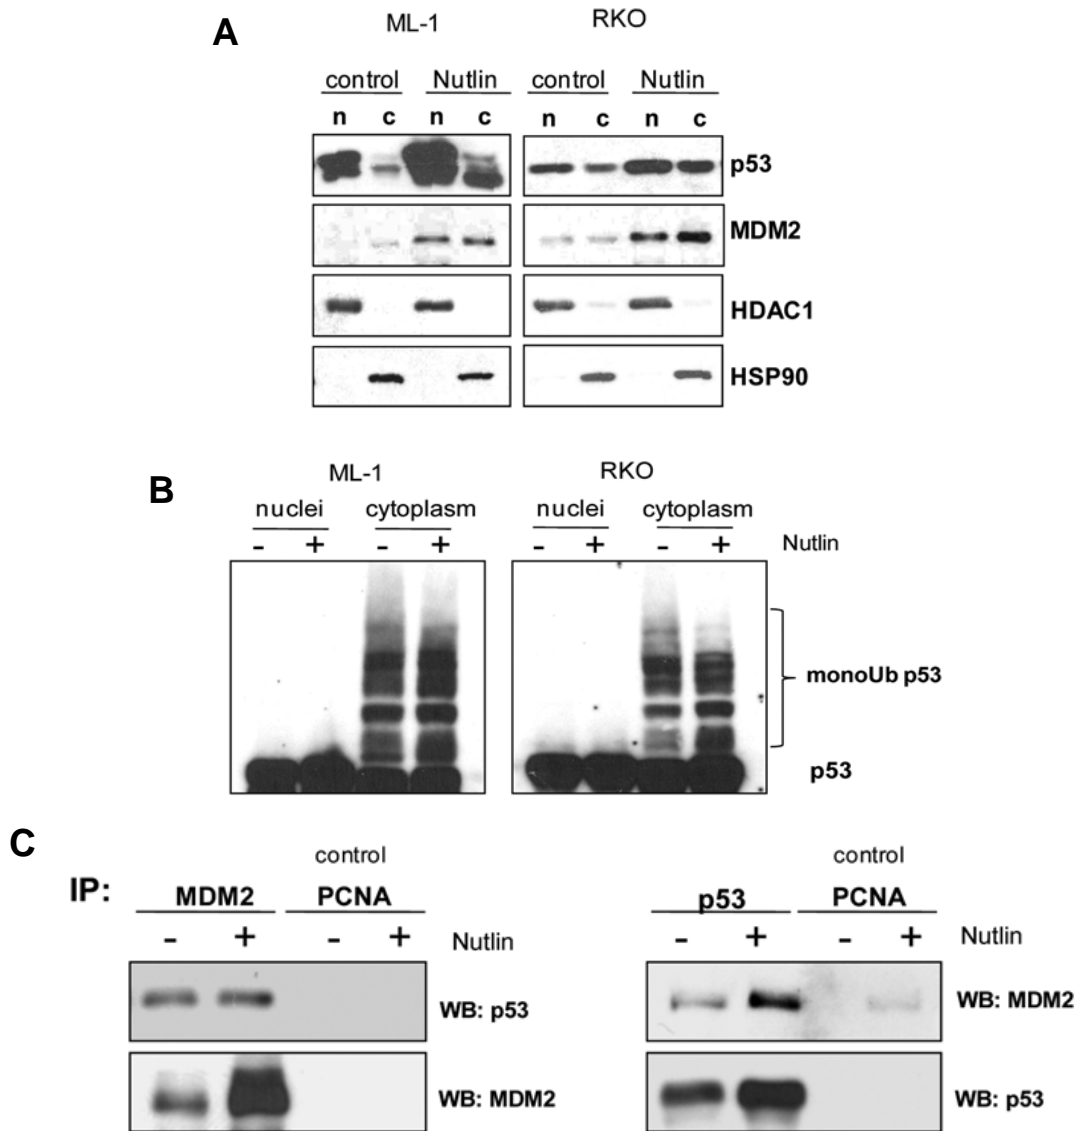 A
ML-1 RKO
control Nutlin control Nutlin
n c n c n c n c
p53
MDM2
HDAC1
HSP90
B
ML-1 RKO
nuclei cytoplasm nuclei cytoplasm
- + - + - + - + Nutlin
monoUb p53
p53
C
control control
IP: MDM2 PCNA p53 PCNA
- + - + Nutlin - + - + Nutlin
WB: p53 WB: MDM2
WB: MDM2 WB: p53